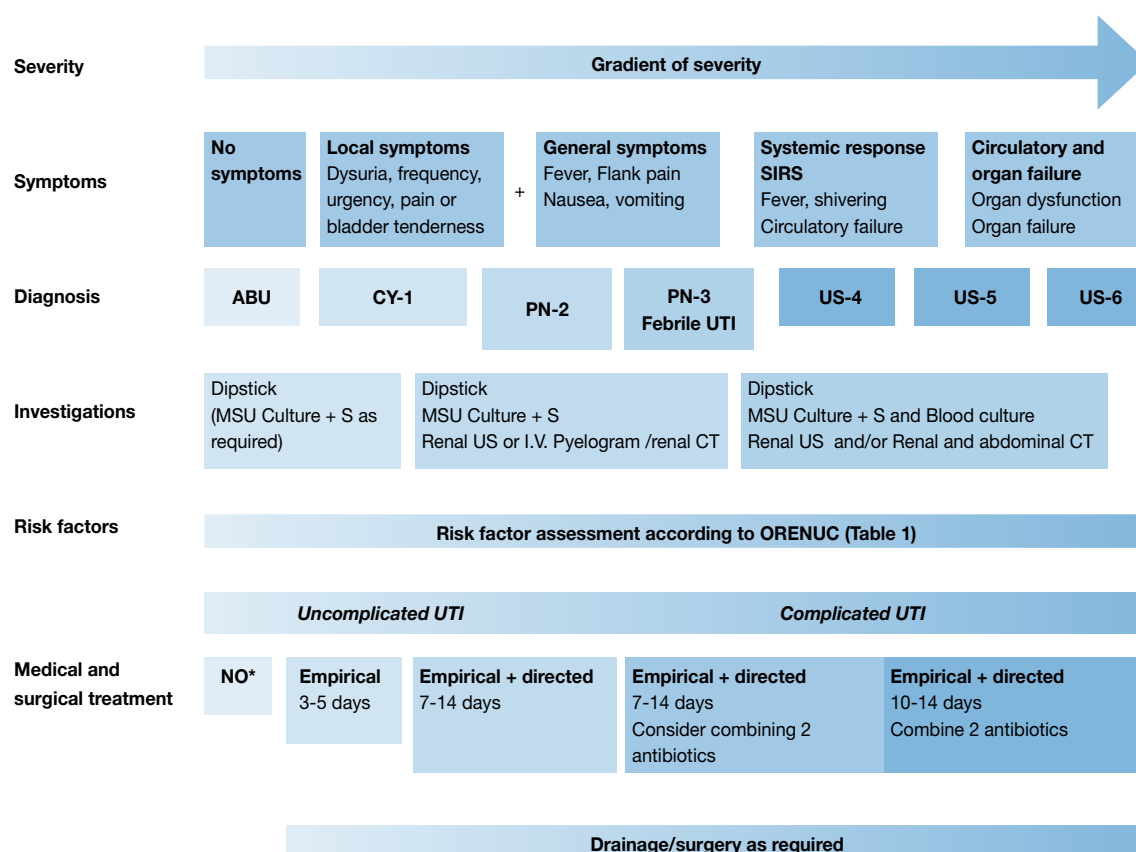 Severity
Gradient of severity
Symptoms
No
symptoms
Local symptoms
Dysuria, frequency,
urgency, pain or
bladder tenderness
+
General symptoms
Fever, Flank pain
Nausea, vomiting
Systemic response
SIRS
Fever, shivering
Circulatory failure
Circulatory and
organ failure
Organ dysfunction
Organ failure
Diagnosis
ABU
CY-1
PN-2
PN-3
Febrile UTI
US-4
US-5
US-6
Investigations
Dipstick
(MSU Culture + S as
required)
Dipstick
MSU Culture + S
Renal US or I.V. Pyelogram /renal CT
Dipstick
MSU Culture + S and Blood culture
Renal US and/or Renal and abdominal CT
Risk factors
Risk factor assessment according to ORENUC (Table 1)
Uncomplicated UTI
Complicated UTI
Medical and
surgical treatment
NO*
Empirical
3-5 days
Empirical + directed
7-14 days
Empirical + directed
7-14 days
Consider combining 2
antibiotics
Empirical + directed
10-14 days
Combine 2 antibiotics
Drainage/surgery as required